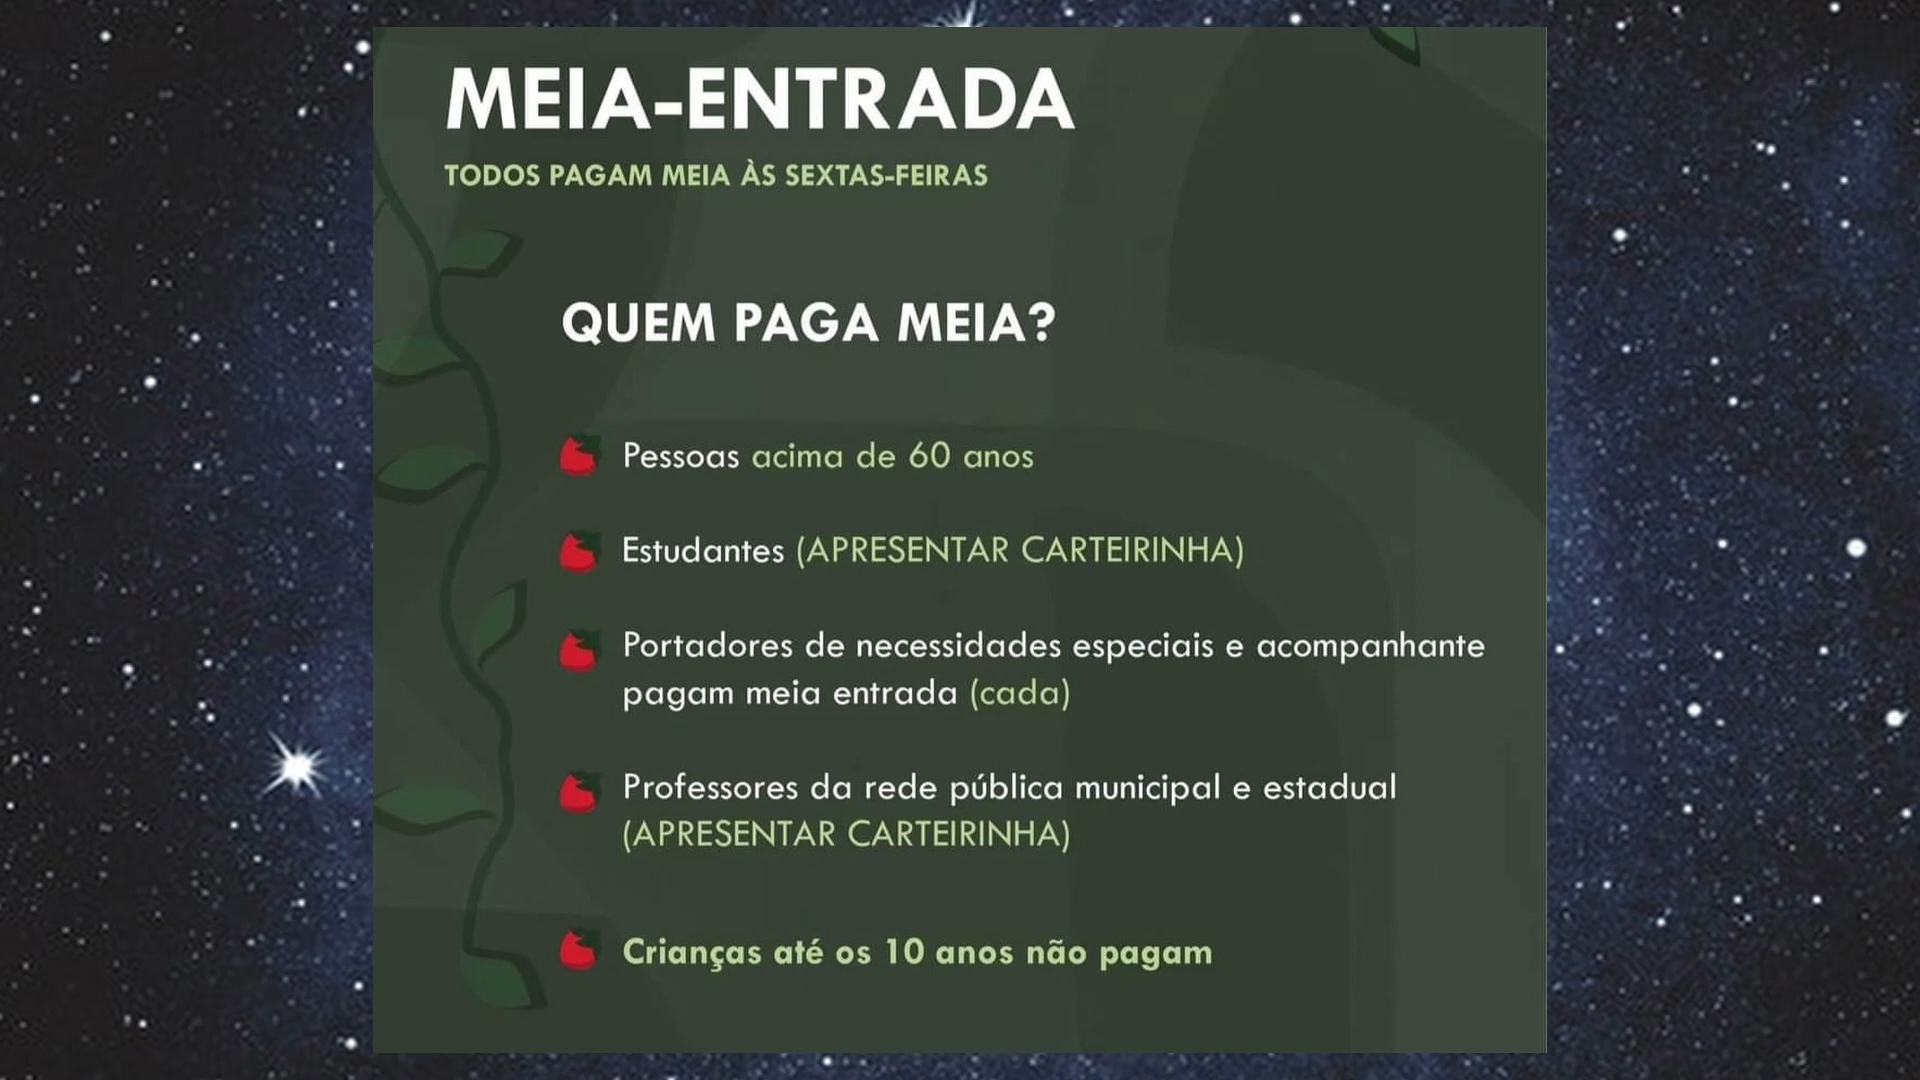 MEIA-ENTRADA
TODOS PAGAM MEIA ÀS SEXTAS-FEIRAS
QUEM PAGA MEIA?
Pessoas acima de 60 anos
Estudantes (APRESENTAR CARTEIRINHA)
Portadores de necessidades especiais e acompanhante
pagam meia entrada (cada)
Professores da rede pública municipal e estadual
(APRESENTAR CARTEIRINHA)
Crianças até os 10 anos não pagam